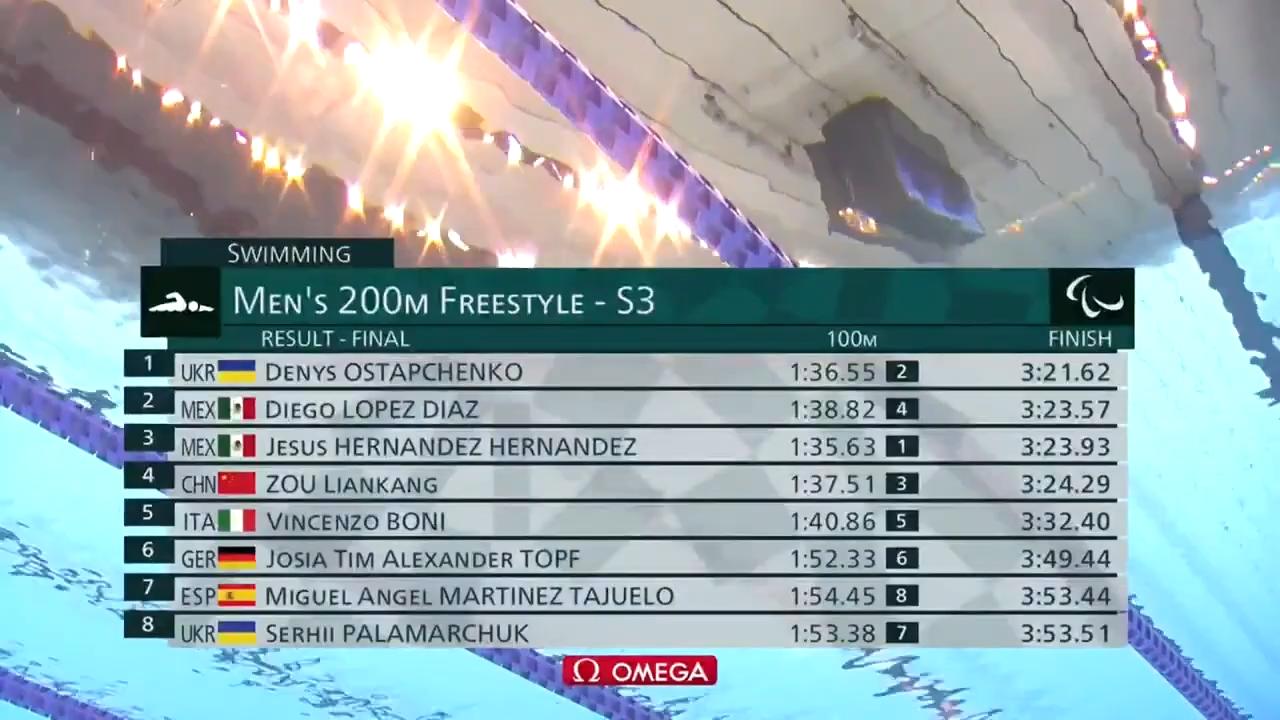 SWIMMING
MEN'S 200M FREESTYLE - S3
RESULT - FINAL 100M FINISH
1 UKR DENYS OSTAPCHENKO 1:36.55 2 3:21.62
2 MEX DIEGO LOPEZ DIAZ 1:38.82 4 3:23.57
3 MEX JESUS HERNANDEZ HERNANDEZ 1:35.63 1 3:23.93
4 CHN ZOU LIANKANG 1:37.51 3 3:24.29
5 ITA VINCENZO BONI 1:40.86 5 3:32.40
6 GER JOSIA TIM ALEXANDER TOPF 1:52.33 6 3:49.44
7 ESP MIGUEL ANGEL MARTINEZ TAJUELO 1:54.45 8 3:53.44
8 UKR SERHII PALAMARCHUK 1:53.38 7 3:53.51
Ω OMEGA